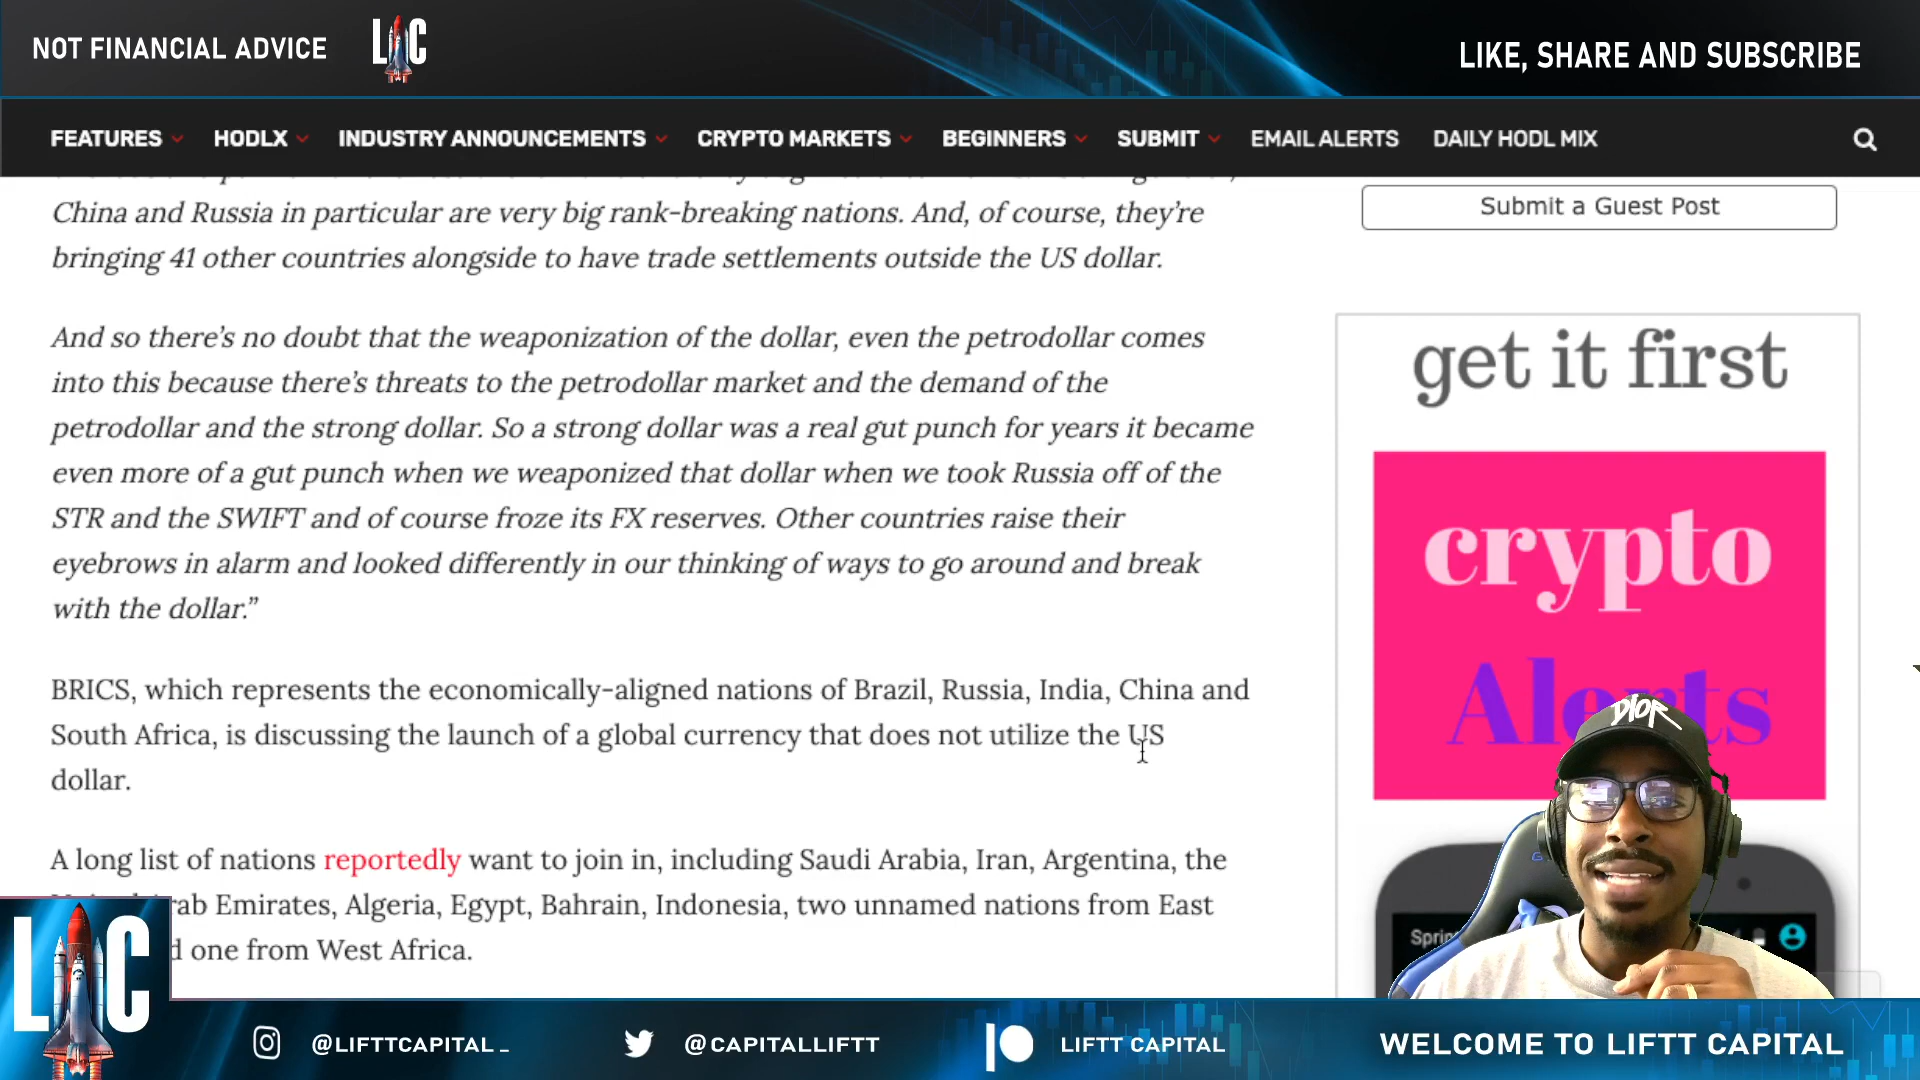 NOT FINANCIAL ADVICE
LC
LIKE, SHARE AND SUBSCRIBE
FEATURES HODLX INDUSTRY ANNOUNCEMENTS CRYPTO MARKETS BEGINNERS SUBMIT EMAIL ALERTS DAILY HODL MIX
China and Russia in particular are very big rank-breaking nations. And, of course, they’re
bringing 41 other countries alongside to have trade settlements outside the US dollar.
And so there’s no doubt that the weaponization of the dollar, even the petrodollar comes
into this because there’s threats to the petrodollar market and the demand of the
petrodollar and the strong dollar. So a strong dollar was a real gut punch for years it became
even more of a gut punch when we weaponized that dollar when we took Russia off of the
STR and the SWIFT and of course froze its FX reserves. Other countries raise their
eyebrows in alarm and looked differently in our thinking of ways to go around and break
with the dollar.”
BRICS, which represents the economically-aligned nations of Brazil, Russia, India, China and
South Africa, is discussing the launch of a global currency that does not utilize the US
dollar.
A long list of nations reportedly want to join in, including Saudi Arabia, Iran, Argentina, the
Emirates, Algeria, Egypt, Bahrain, Indonesia, two unnamed nations from East
one from West Africa.
Submit a Guest Post
get it first
crypto
Alerts
DIOR
LC
@LIFTTCAPITAL_
@CAPITALLIFTT
LIFTT CAPITAL
WELCOME TO LIFTT CAPITAL